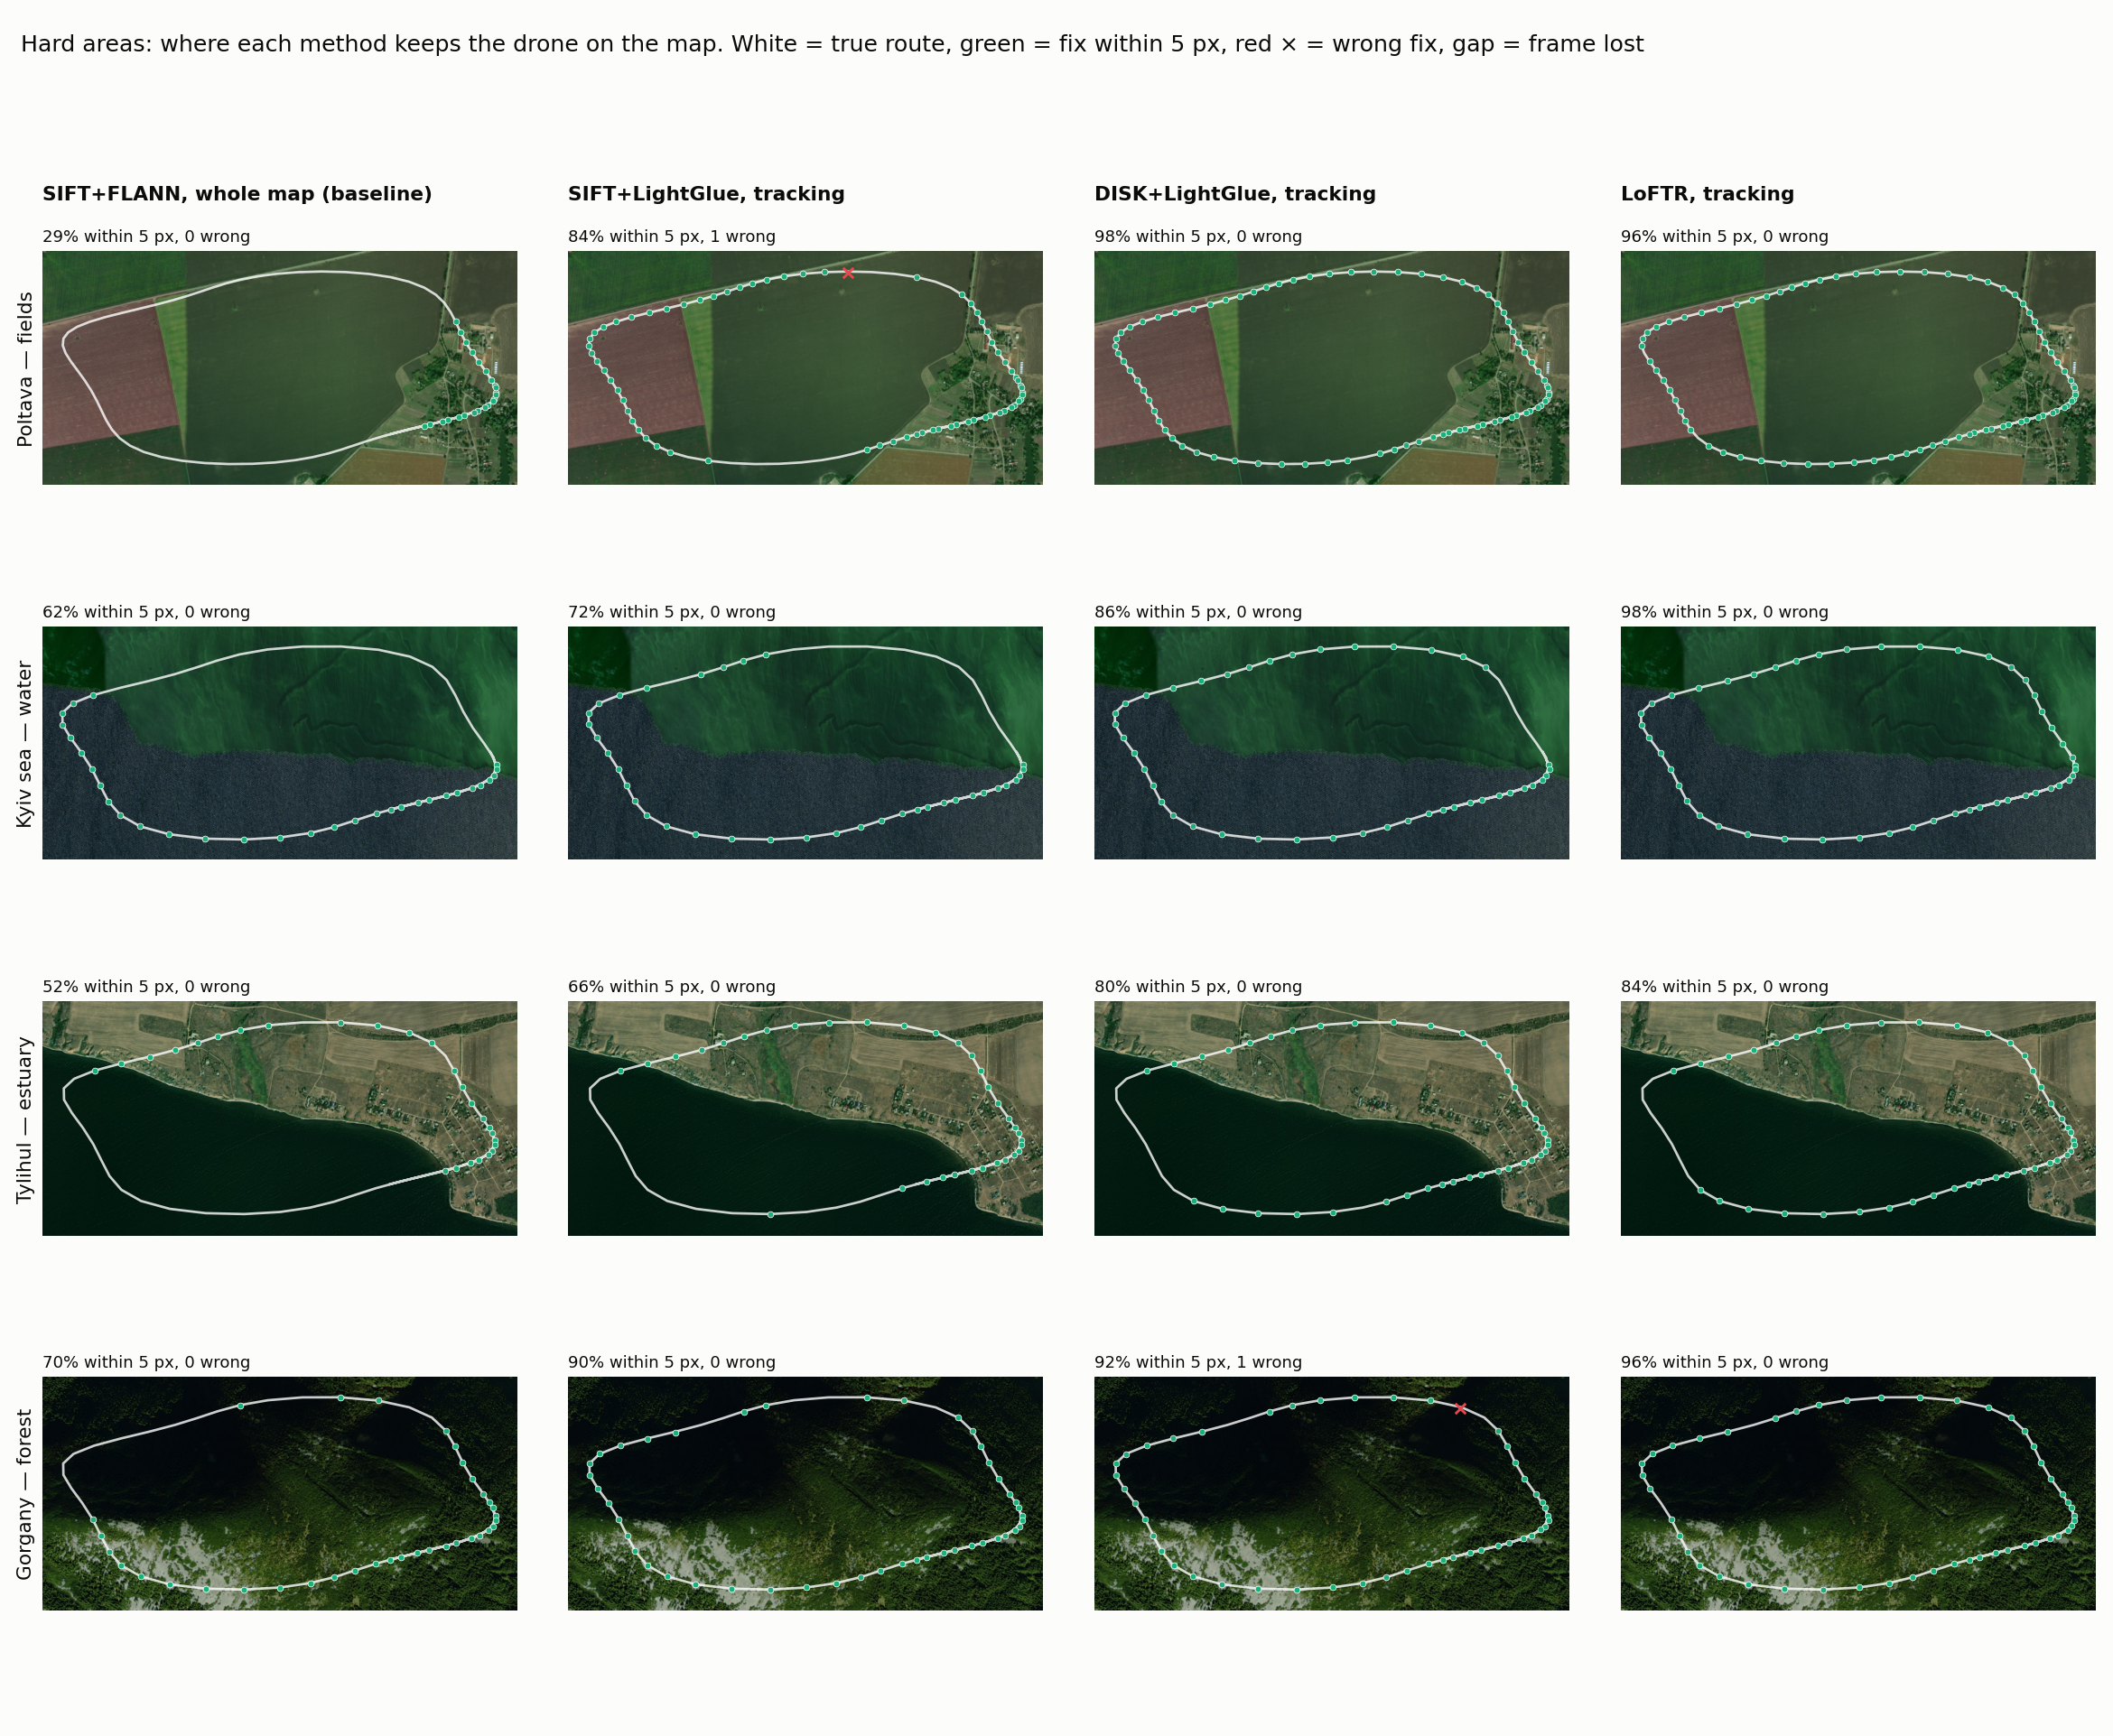 Hard areas: where each method keeps the drone on the map. White = true route, green = fix within 5 px, red × = wrong fix, gap = frame lost
SIFT+FLANN, whole map (baseline)
SIFT+LightGlue, tracking
DISK+LightGlue, tracking
LoFTR, tracking
Poltava — fields
29% within 5 px, 0 wrong
84% within 5 px, 1 wrong
98% within 5 px, 0 wrong
96% within 5 px, 0 wrong
Kyiv sea — water
62% within 5 px, 0 wrong
72% within 5 px, 0 wrong
86% within 5 px, 0 wrong
98% within 5 px, 0 wrong
Tylihul — estuary
52% within 5 px, 0 wrong
66% within 5 px, 0 wrong
80% within 5 px, 0 wrong
84% within 5 px, 0 wrong
Gorgany — forest
70% within 5 px, 0 wrong
90% within 5 px, 0 wrong
92% within 5 px, 1 wrong
96% within 5 px, 0 wrong